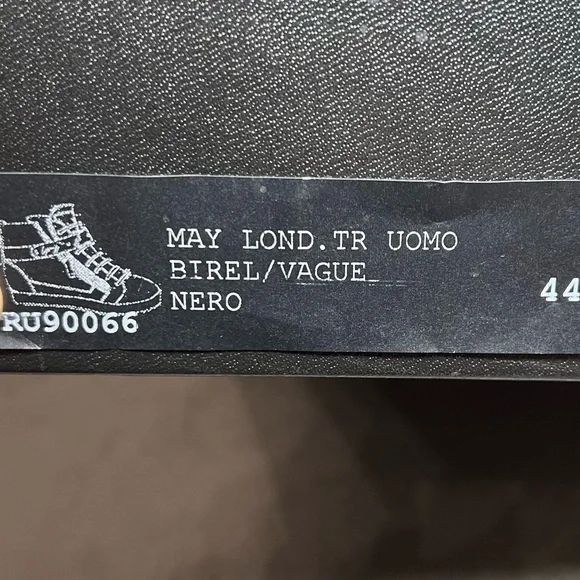 MAY LOND.TR UOMO
BIREL/VAGUE
NERO 44
RU90066